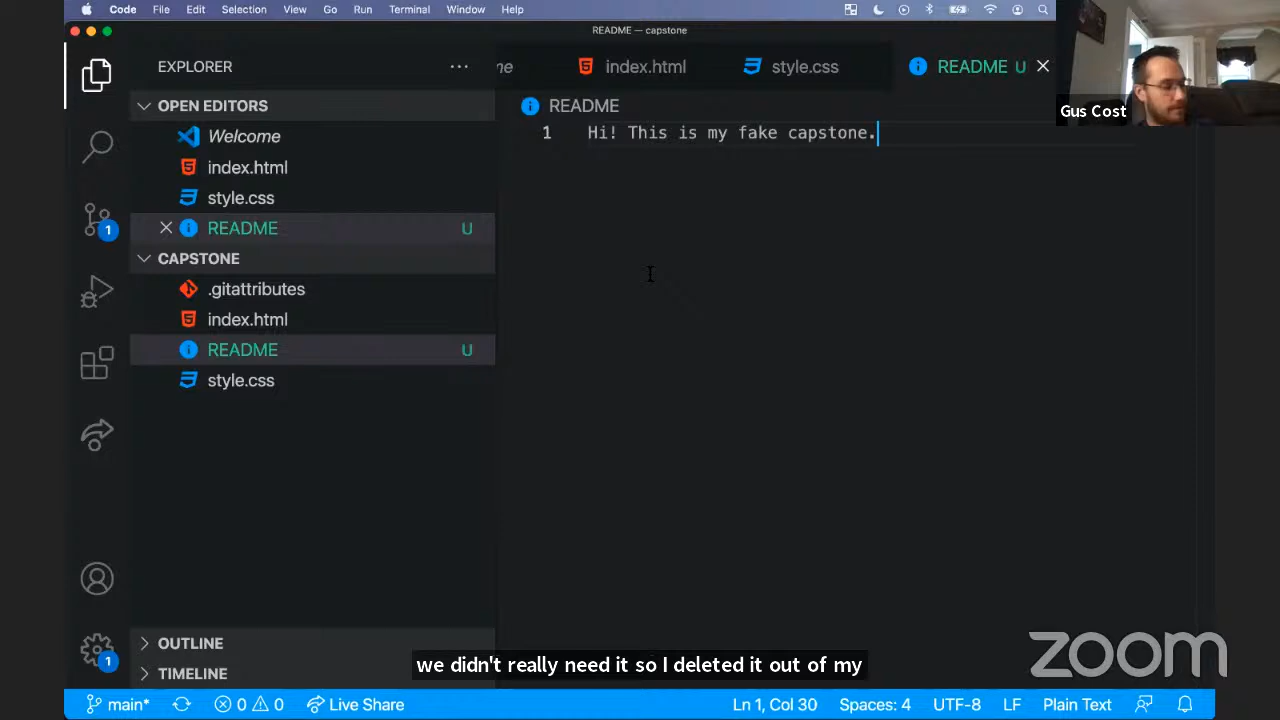 Code File Edit Selection View Go Run Terminal Window Help
README — capstone
EXPLORER
me
index.html
style.css
README U
Gus Cost
OPEN EDITORS
README
Welcome
1 Hi! This is my fake capstone.
index.html
style.css
README U
1
CAPSTONE
.gitattributes
index.html
README U
style.css
OUTLINE
TIMELINE
1
we didn't really need it so I deleted it out of my
zoom
main* 0 0 Live Share Ln 1, Col 30 Spaces: 4 UTF-8 LF Plain Text